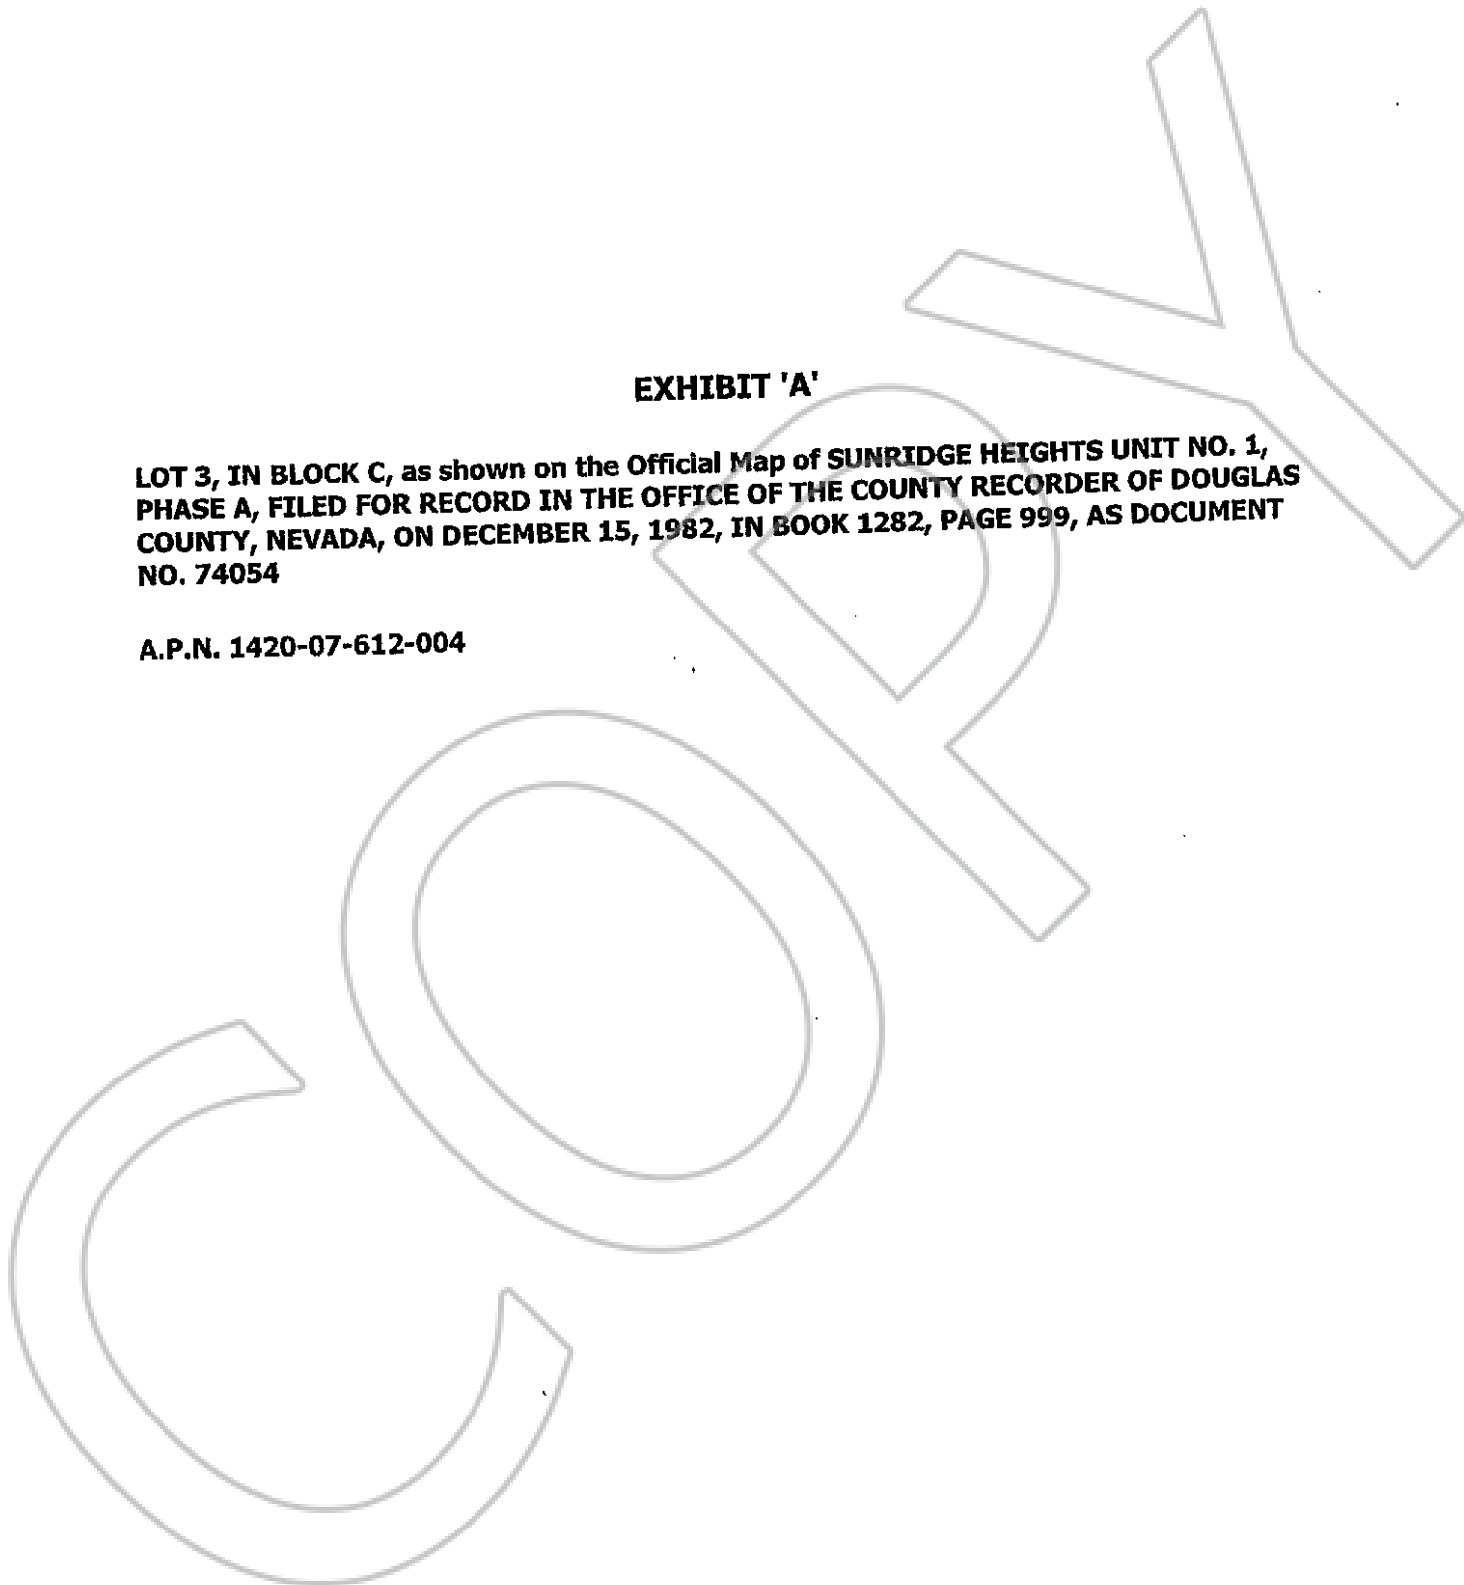 EXHIBIT 'A'
LOT 3, IN BLOCK C, as shown on the Official Map of SUNRIDGE HEIGHTS UNIT NO. 1,
PHASE A, FILED FOR RECORD IN THE OFFICE OF THE COUNTY RECORDER OF DOUGLAS
COUNTY, NEVADA, ON DECEMBER 15, 1982, IN BOOK 1282, PAGE 999, AS DOCUMENT
NO. 74054
A.P.N. 1420-07-612-004
COPY